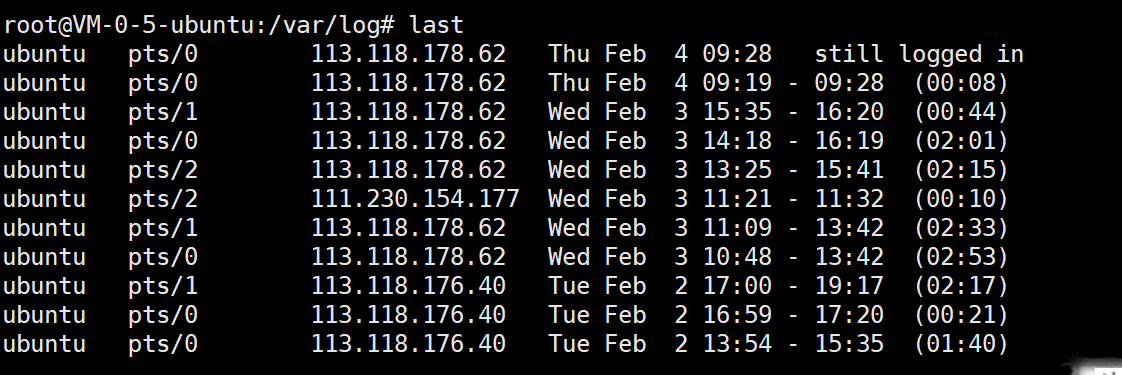 root@VM-0-5-ubuntu:/var/log# last
ubuntu   pts/0        113.118.178.62   Thu Feb  4 09:28   still logged in
ubuntu   pts/0        113.118.178.62   Thu Feb  4 09:19 - 09:28  (00:08)
ubuntu   pts/1        113.118.178.62   Wed Feb  3 15:35 - 16:20  (00:44)
ubuntu   pts/0        113.118.178.62   Wed Feb  3 14:18 - 16:19  (02:01)
ubuntu   pts/2        113.118.178.62   Wed Feb  3 13:25 - 15:41  (02:15)
ubuntu   pts/2        111.230.154.177  Wed Feb  3 11:21 - 11:32  (00:10)
ubuntu   pts/1        113.118.178.62   Wed Feb  3 11:09 - 13:42  (02:33)
ubuntu   pts/0        113.118.178.62   Wed Feb  3 10:48 - 13:42  (02:53)
ubuntu   pts/1        113.118.176.40   Tue Feb  2 17:00 - 19:17  (02:17)
ubuntu   pts/0        113.118.176.40   Tue Feb  2 16:59 - 17:20  (00:21)
ubuntu   pts/0        113.118.176.40   Tue Feb  2 13:54 - 15:35  (01:40)